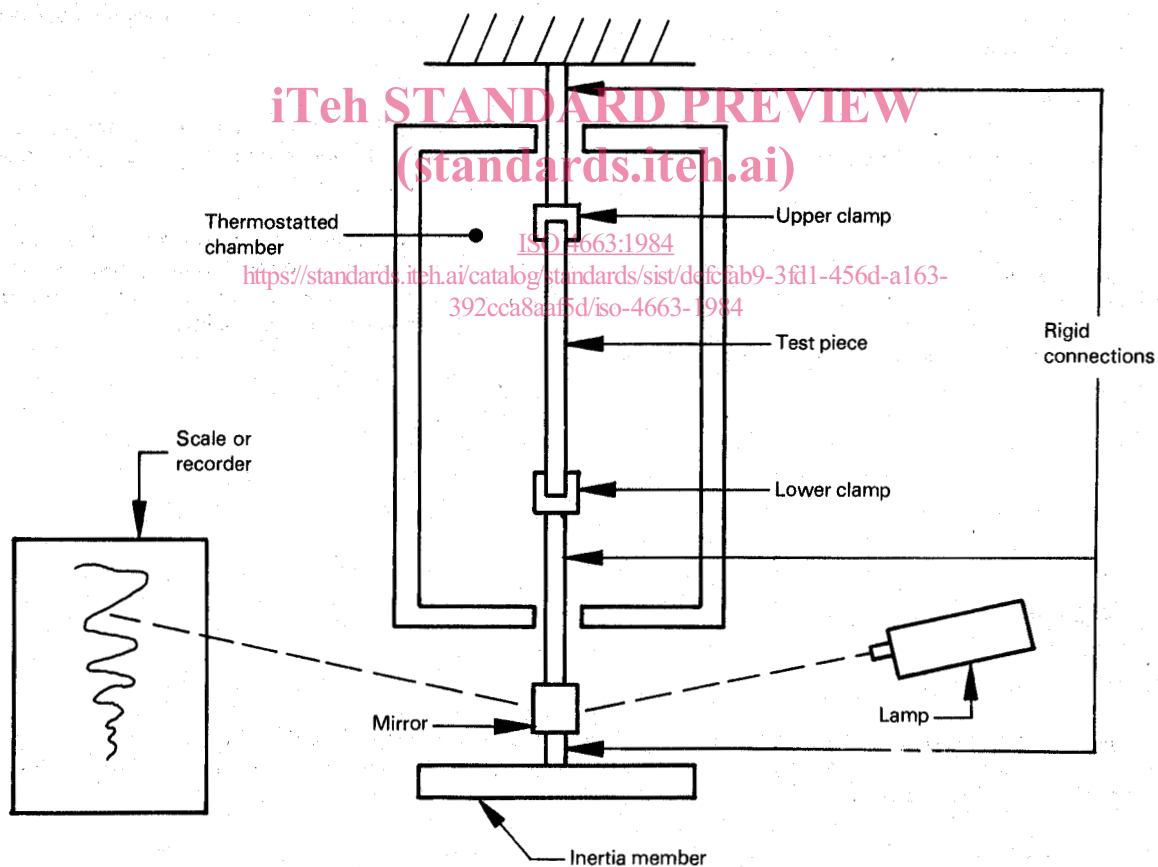 iTeh STANDARD PREVIEW
(standards.iteh.ai)
Thermostatted
chamber
Upper clamp
ISO 4663:1984
https://standards.iteh.ai/catalog/standards/sist/defcfab9-3fd1-456d-a163-
392cca8aaf5d/iso-4663-1984
Test piece
Rigid
connections
Scale or
recorder
Lower clamp
Mirror
Lamp
Inertia member